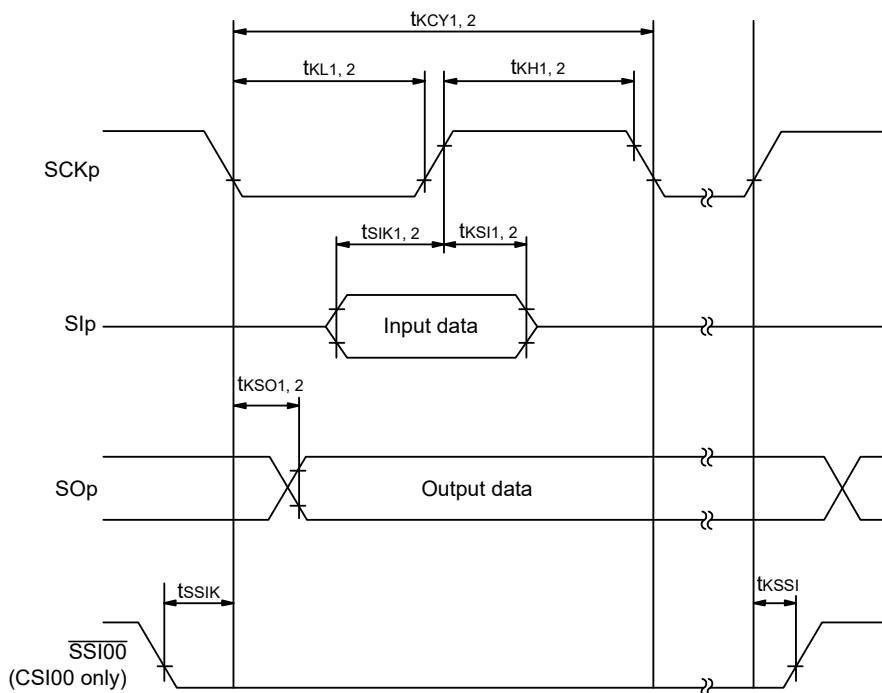 tKCY1, 2
tKL1, 2
tKH1, 2
SCKp
tSIK1, 2
tKSI1, 2
SIp
Input data
tKSO1, 2
SOp
Output data
tSSIK
tKSSI
SSI00
(CSI00 only)